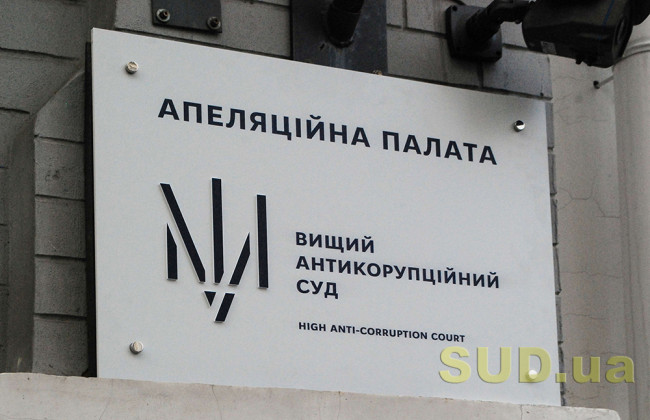 АПЕЛЯЦІЙНА ПАЛАТА
ВИЩИЙ
АНТИКОРУПЦІЙНИЙ
СУД
HIGH ANTI-CORRUPTION COURT
SUD.ua